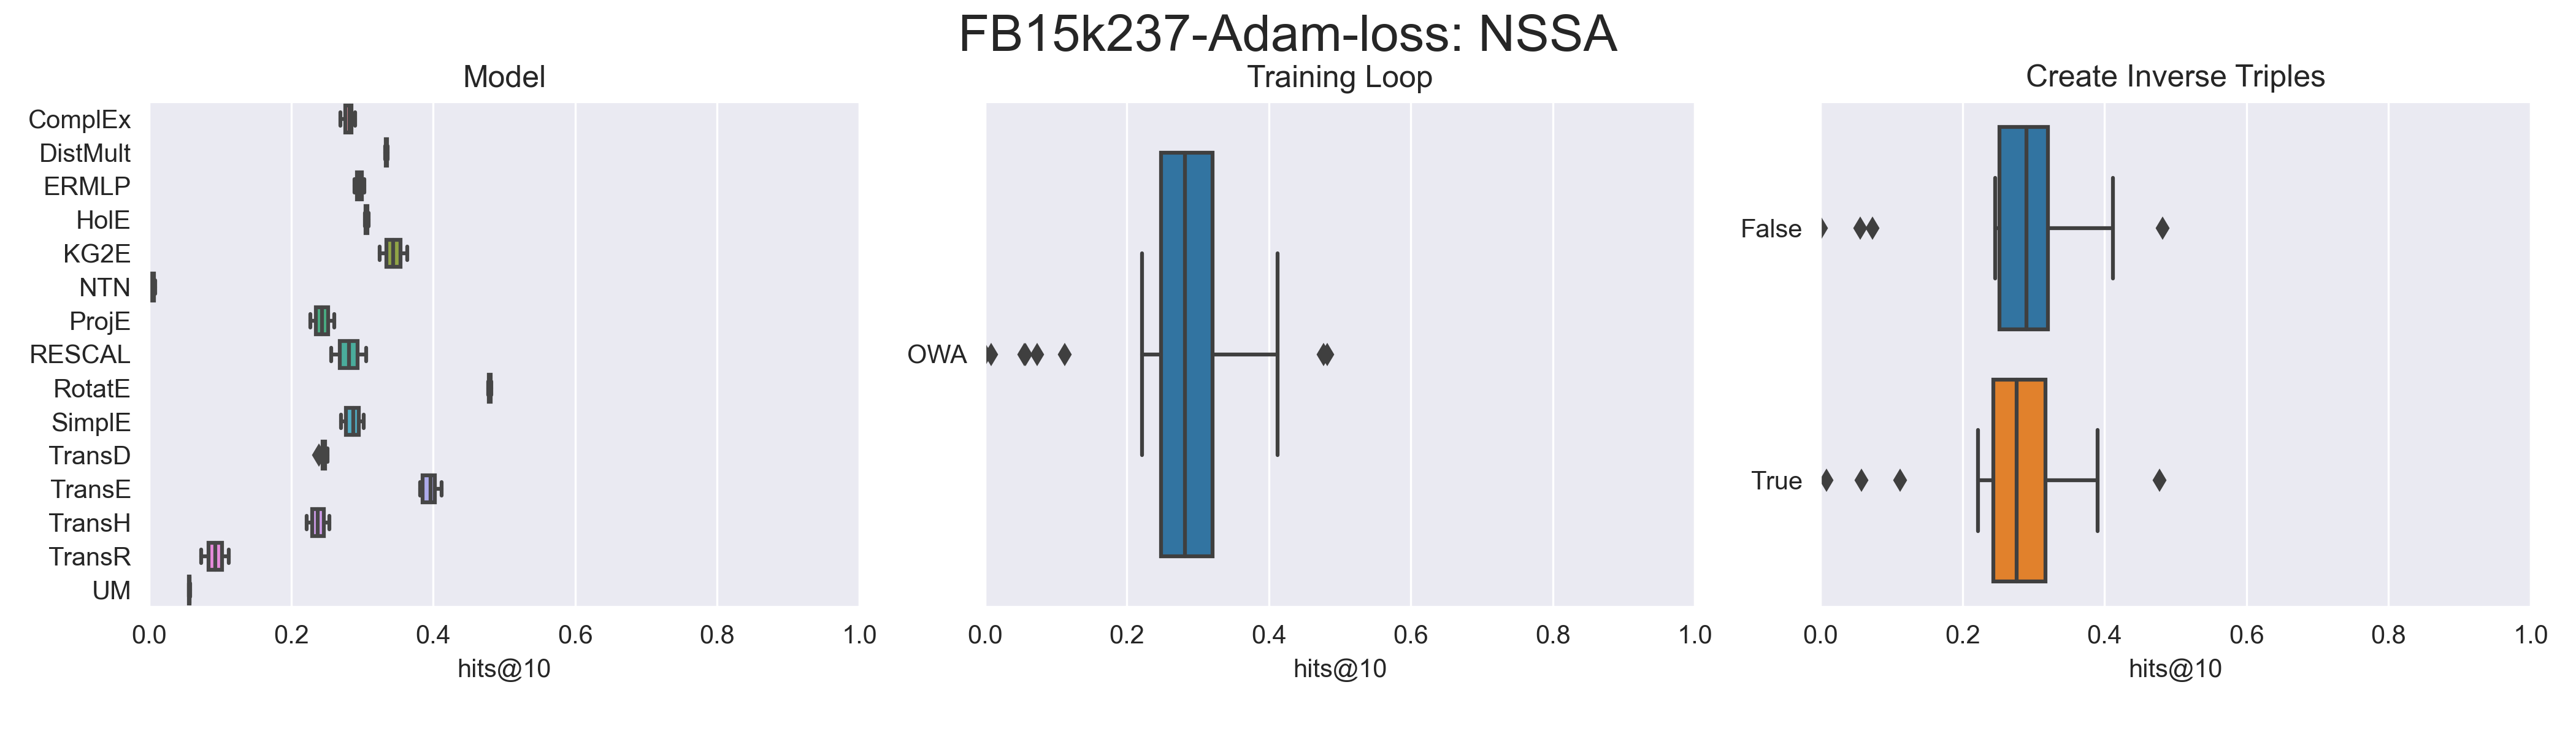 FB15k237-Adam-loss: NSSA
Model
ComplEx
DistMult
ERMLP
HolE
KG2E
NTN
ProjE
RESCAL
RotatE
SimplE
TransD
TransE
TransH
TransR
UM
0.0 0.2 0.4 0.6 0.8 1.0
hits@10
Training Loop
OWA
0.0 0.2 0.4 0.6 0.8 1.0
hits@10
Create Inverse Triples
False
True
0.0 0.2 0.4 0.6 0.8 1.0
hits@10